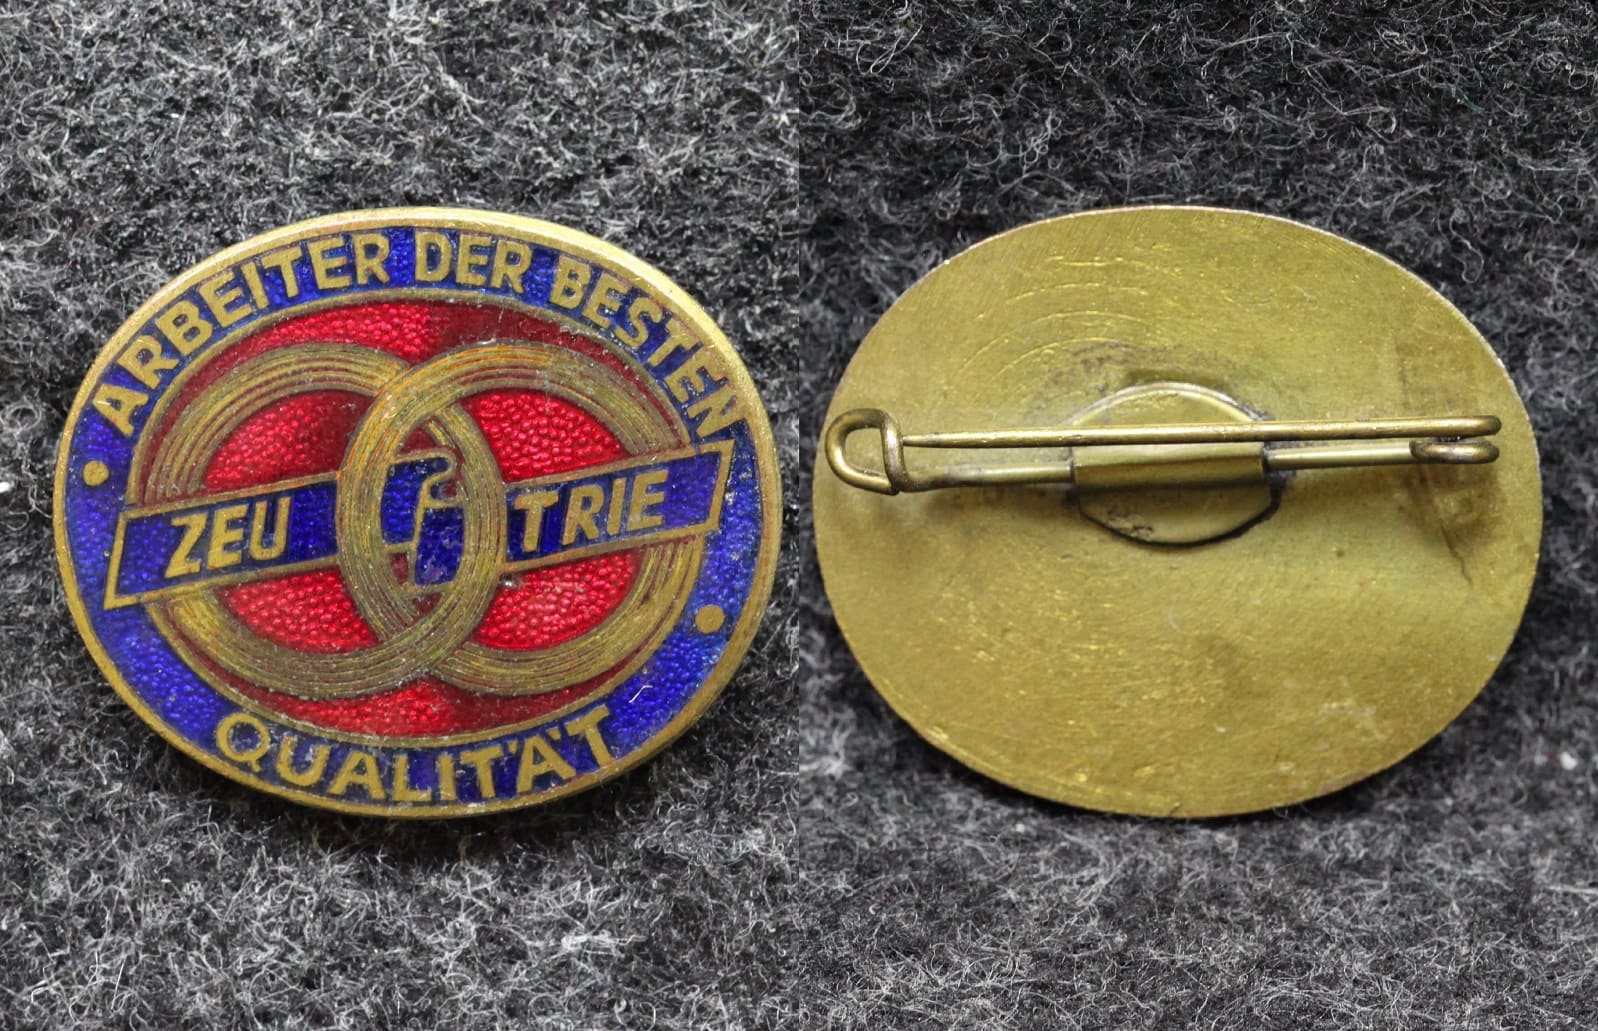 ARBEITER DER BESTEN
ZEU TRIE
QUALITÄT